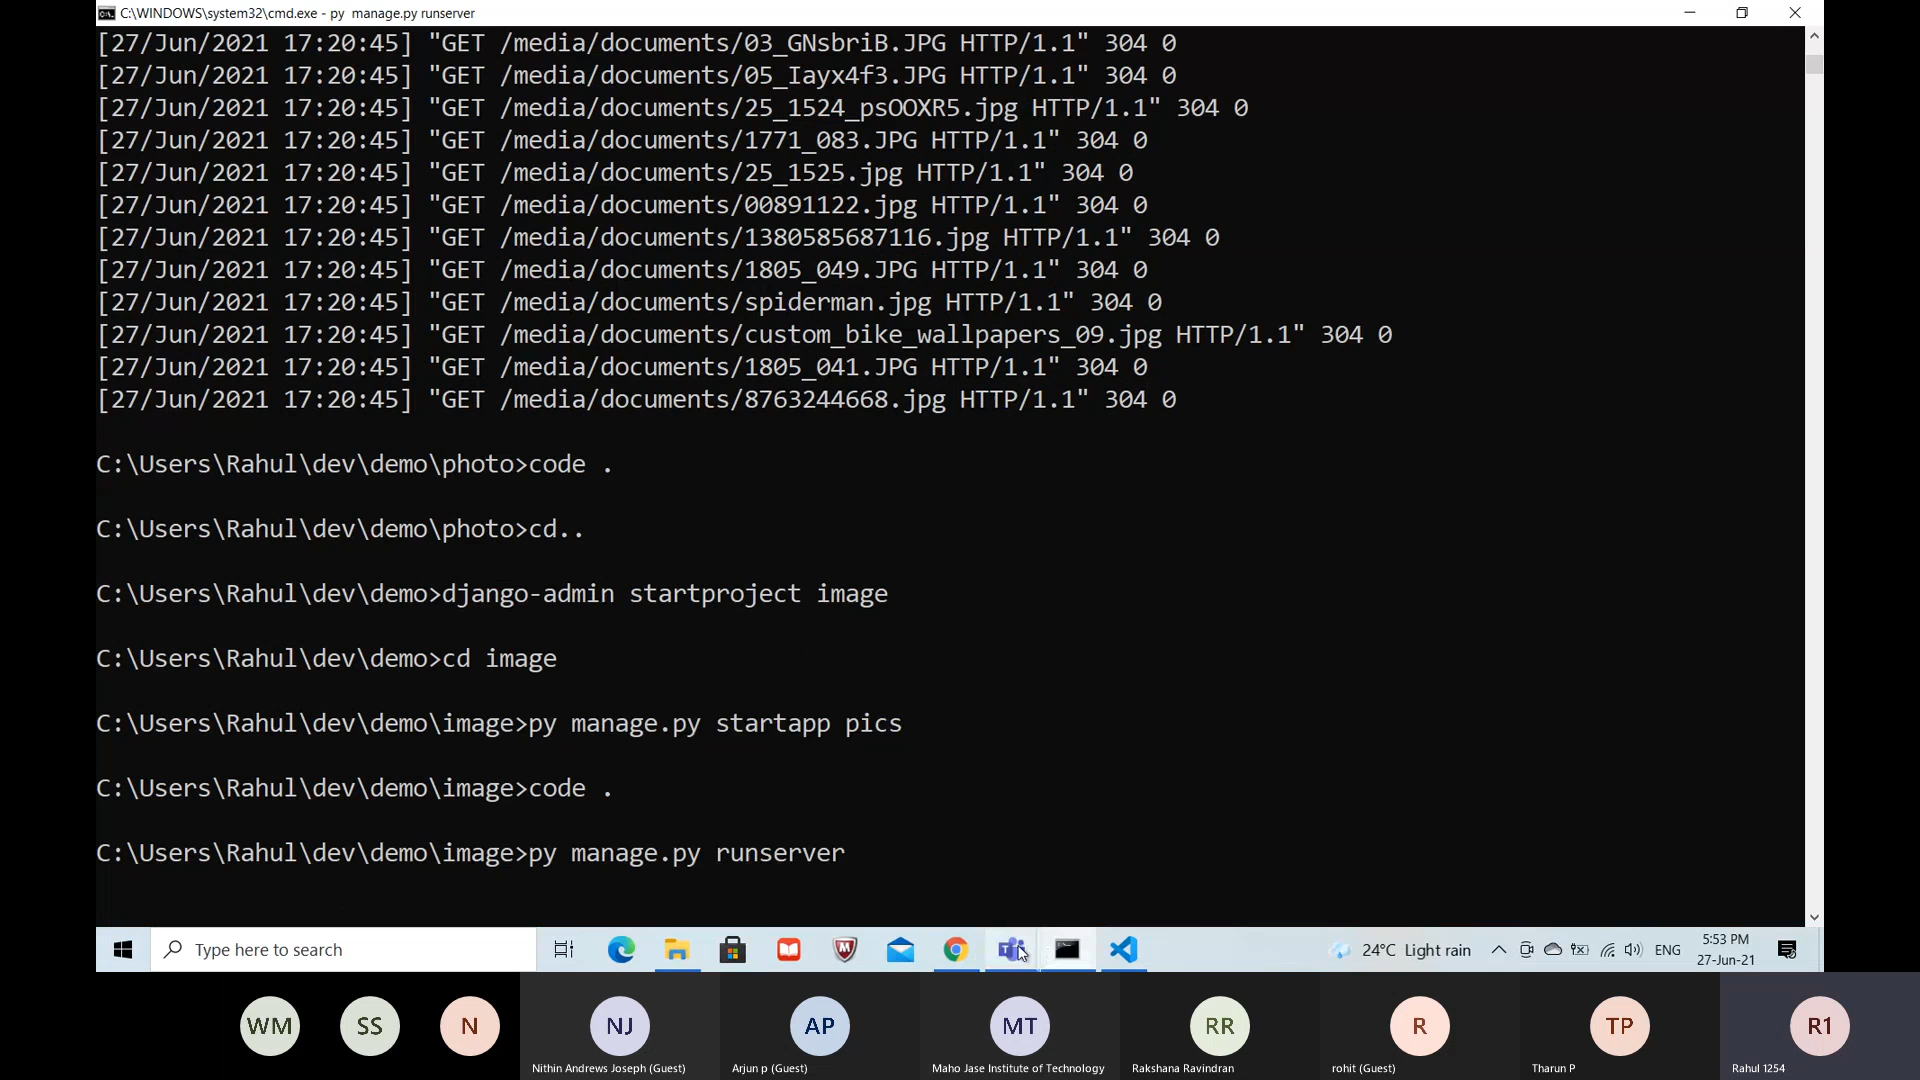 C:\WINDOWS\system32\cmd.exe - py  manage.py runserver
[27/Jun/2021 17:20:45] "GET /media/documents/03_GNsbriB.JPG HTTP/1.1" 304 0
[27/Jun/2021 17:20:45] "GET /media/documents/05_Iayx4f3.JPG HTTP/1.1" 304 0
[27/Jun/2021 17:20:45] "GET /media/documents/25_1524_psOOXR5.jpg HTTP/1.1" 304 0
[27/Jun/2021 17:20:45] "GET /media/documents/1771_083.JPG HTTP/1.1" 304 0
[27/Jun/2021 17:20:45] "GET /media/documents/25_1525.jpg HTTP/1.1" 304 0
[27/Jun/2021 17:20:45] "GET /media/documents/00891122.jpg HTTP/1.1" 304 0
[27/Jun/2021 17:20:45] "GET /media/documents/1380585687116.jpg HTTP/1.1" 304 0
[27/Jun/2021 17:20:45] "GET /media/documents/1805_049.JPG HTTP/1.1" 304 0
[27/Jun/2021 17:20:45] "GET /media/documents/spiderman.jpg HTTP/1.1" 304 0
[27/Jun/2021 17:20:45] "GET /media/documents/custom_bike_wallpapers_09.jpg HTTP/1.1" 304 0
[27/Jun/2021 17:20:45] "GET /media/documents/1805_041.JPG HTTP/1.1" 304 0
[27/Jun/2021 17:20:45] "GET /media/documents/8763244668.jpg HTTP/1.1" 304 0
C:\Users\Rahul\dev\demo\photo>code .
C:\Users\Rahul\dev\demo\photo>cd..
C:\Users\Rahul\dev\demo>django-admin startproject image
C:\Users\Rahul\dev\demo>cd image
C:\Users\Rahul\dev\demo\image>py manage.py startapp pics
C:\Users\Rahul\dev\demo\image>code .
C:\Users\Rahul\dev\demo\image>py manage.py runserver
Type here to search
24°C Light rain
ENG
5:53 PM
27-Jun-21
WM
SS
N
NJ
AP
MT
RR
R
TP
R1
Nithin Andrews Joseph (Guest)
Arjun p (Guest)
Maho Jase Institute of Technology
Rakshana Ravindran
rohit (Guest)
Tharun P
Rahul 1254